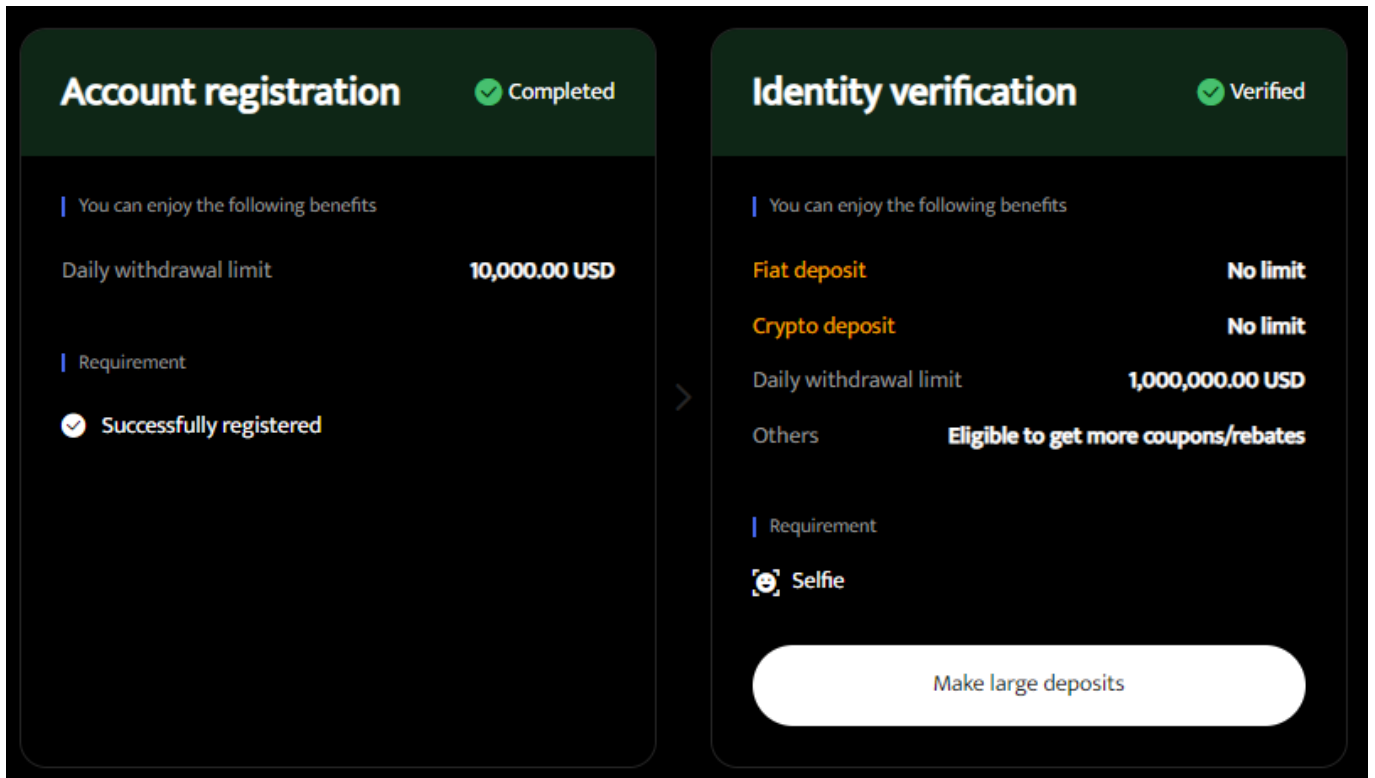 Account registration
Completed
You can enjoy the following benefits
Daily withdrawal limit
10,000.00 USD
Requirement
Successfully registered
Identity verification
Verified
You can enjoy the following benefits
Fiat deposit
No limit
Crypto deposit
No limit
Daily withdrawal limit
1,000,000.00 USD
Others
Eligible to get more coupons/rebates
Requirement
Selfie
Make large deposits